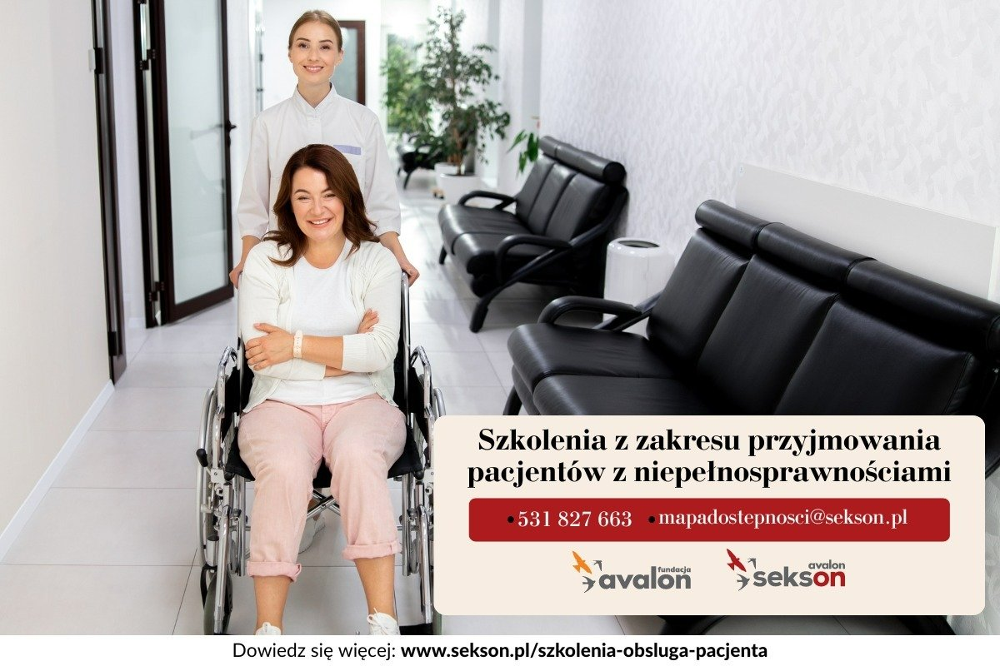 Szkolenia z zakresu przyjmowania
pacjentów z niepełnosprawnościami
•531 827 663 •mapadostepnosci@sekson.pl
fundacja
avalon
avalon
sekson
Dowiedz się więcej: www.sekson.pl/szkolenia-obsluga-pacjenta